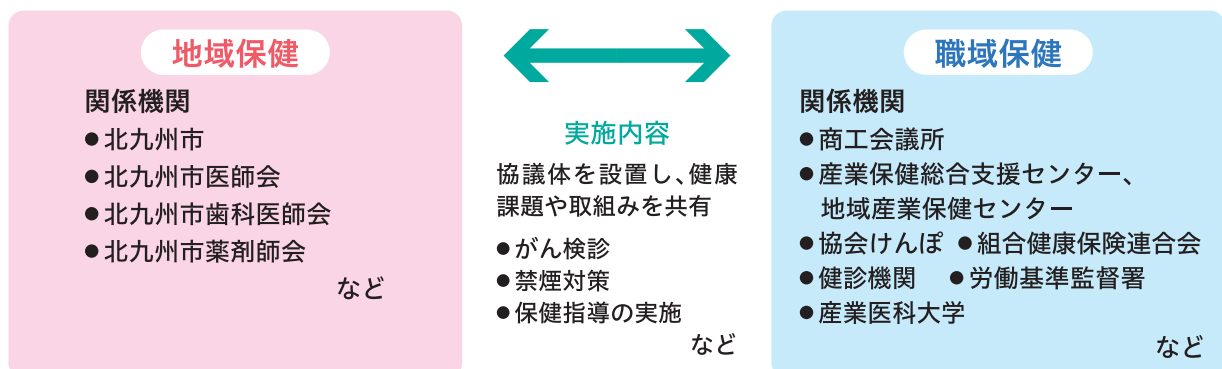 地域保健
関係機関
●北九州市
●北九州市医師会
●北九州市歯科医師会
●北九州市薬剤師会
など
実施内容
協議体を設置し、健康
課題や取組みを共有
●がん検診
●禁煙対策
●保健指導の実施
など
職域保健
関係機関
●商工会議所
●産業保健総合支援センター、
地域産業保健センター
●協会けんぽ ●組合健康保険連合会
●健診機関 ●労働基準監督署
●産業医科大学
など